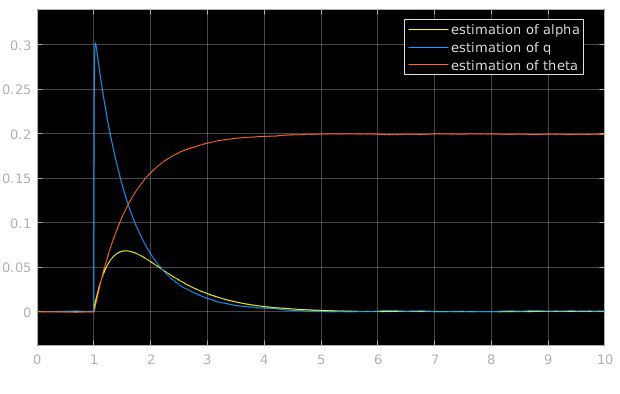 estimation of alpha
estimation of q
estimation of theta
0.3
0.25
0.2
0.15
0.1
0.05
0
0 1 2 3 4 5 6 7 8 9 10